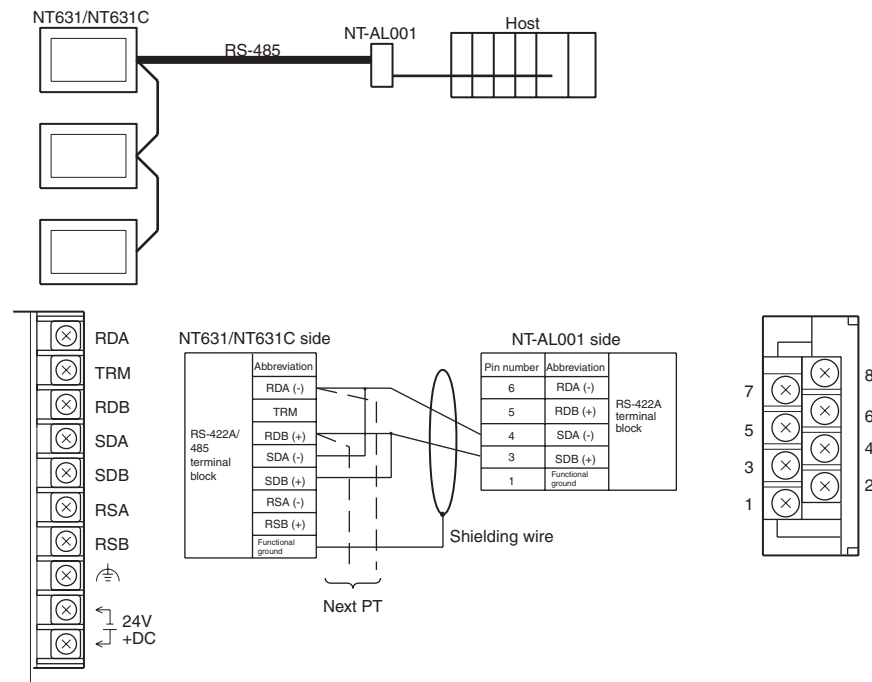 NT631/NT631C
RS-485
NT-AL001
Host
RDA
TRM
RDB
SDA
SDB
RSA
RSB
24V
+DC
NT631/NT631C side
RS-422A/
485
terminal
block
Abbreviation
RDA (-)
TRM
RDB (+)
SDA (-)
SDB (+)
RSA (-)
RSB (+)
Functional
ground
Next PT
Shielding wire
NT-AL001 side
Pin number Abbreviation
6 RDA (-)
5 RDB (+)
4 SDA (-)
3 SDB (+)
1 Functional
ground
RS-422A
terminal
block
7
5
3
1
8
6
4
2